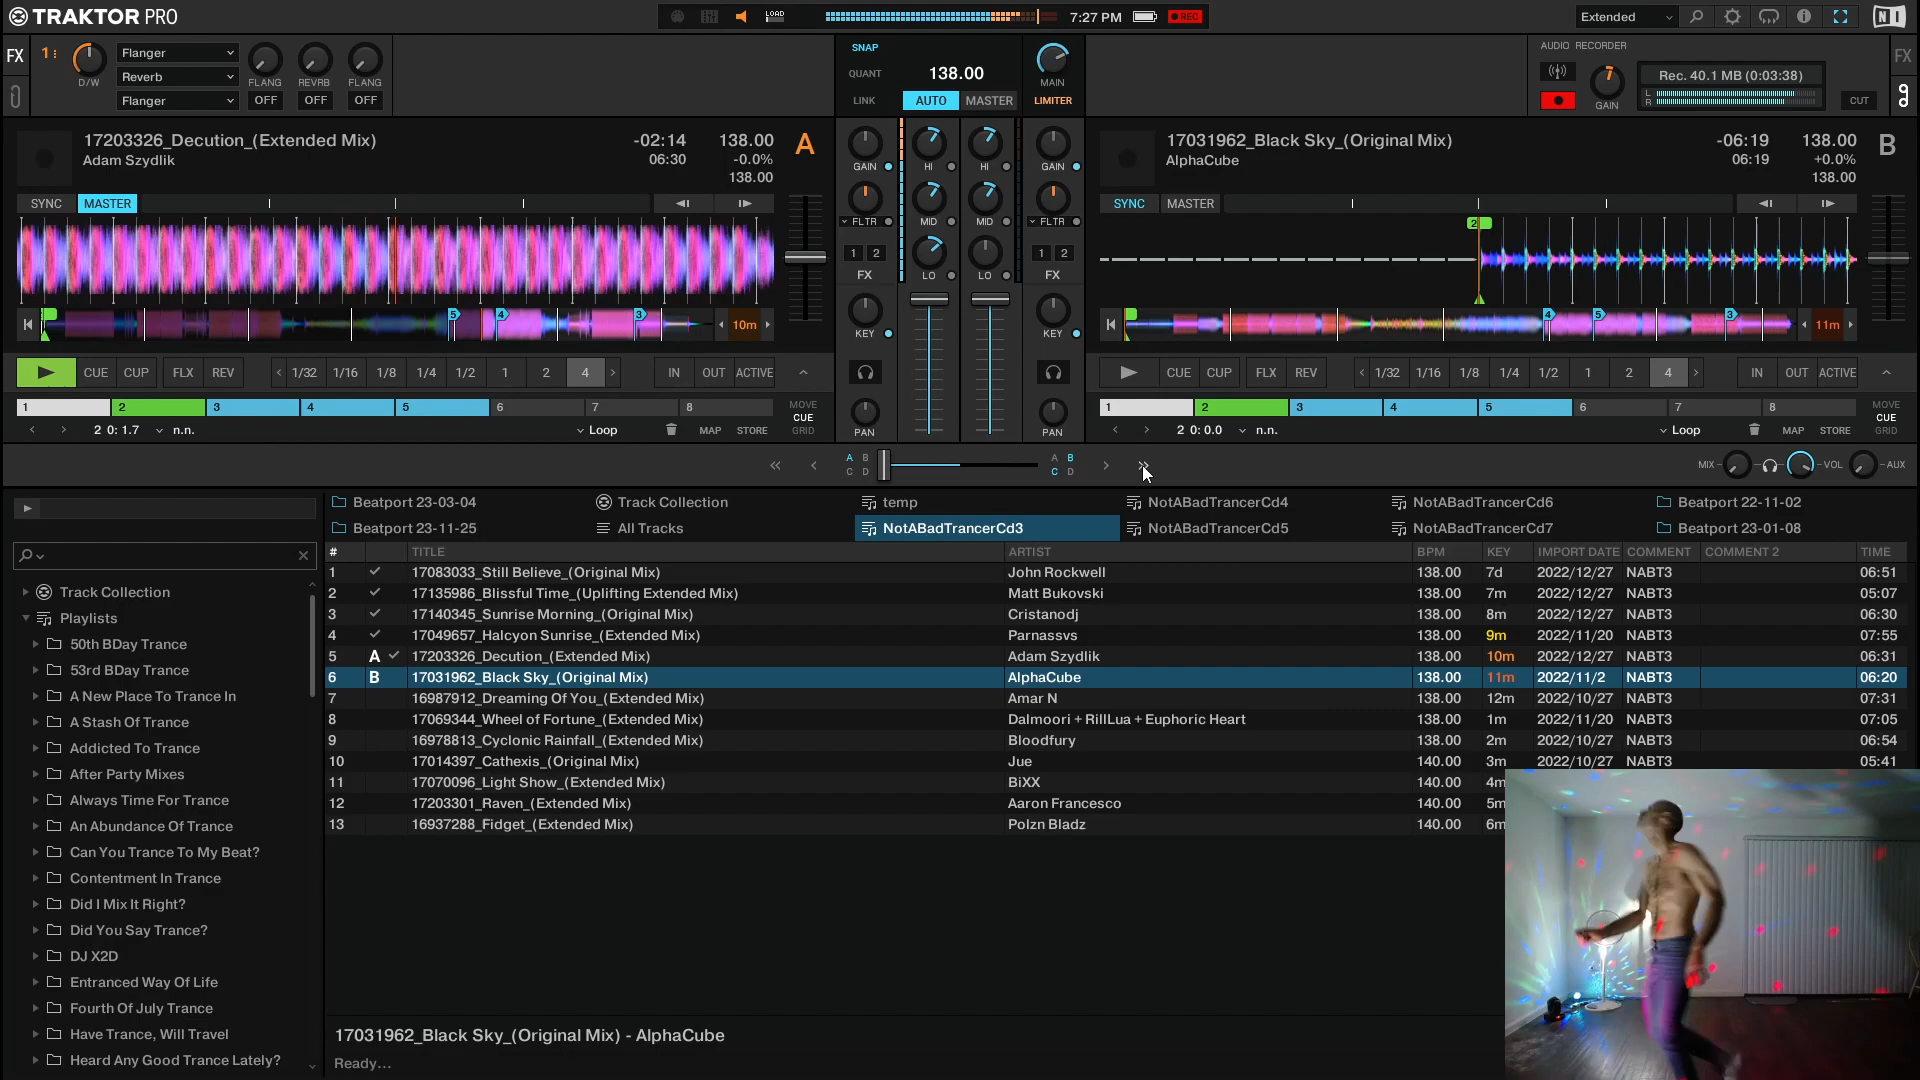 TRAKTOR PRO
LOAD
7:27 PM
REC
Extended
FX
1
D/W
Flanger
Reverb
Flanger
FLANG
REVRB
FLANG
OFF
OFF
OFF
SNAP
QUANT
LINK
138.00
AUTO
MASTER
MAIN
LIMITER
AUDIO RECORDER
GAIN
Rec. 40.1 MB (0:03:38)
L
R
CUT
FX
17203326_Decution_(Extended Mix)
Adam Szydlik
-02:14
06:30
138.00
-0.0%
138.00
A
SYNC
MASTER
5
4
3
10m
CUE
CUP
FLX
REV
1/32
1/16
1/8
1/4
1/2
1
2
4
IN
OUT
ACTIVE
1
2
3
4
5
6
7
8
MOVE
CUE
GRID
2 0: 1.7
n.n.
Loop
MAP
STORE
GAIN
HI
HI
GAIN
FLTR
MID
MID
FLTR
1
2
LO
LO
1
2
FX
FX
KEY
KEY
PAN
PAN
17031962_Black Sky_(Original Mix)
AlphaCube
-06:19
06:19
138.00
+0.0%
138.00
B
SYNC
MASTER
2
4
5
3
11m
CUE
CUP
FLX
REV
1/32
1/16
1/8
1/4
1/2
1
2
4
IN
OUT
ACTIVE
1
2
3
4
5
6
7
8
MOVE
CUE
GRID
2 0: 0.0
n.n.
Loop
MAP
STORE
A B
C D
A B
C D
MIX
VOL
AUX
Beatport 23-03-04
Track Collection
temp
NotABadTrancerCd4
NotABadTrancerCd6
Beatport 22-11-02
Beatport 23-11-25
All Tracks
NotABadTrancerCd3
NotABadTrancerCd5
NotABadTrancerCd7
Beatport 23-01-08
Track Collection
Playlists
50th BDay Trance
53rd BDay Trance
A New Place To Trance In
A Stash Of Trance
Addicted To Trance
After Party Mixes
Always Time For Trance
An Abundance Of Trance
Can You Trance To My Beat?
Contentment In Trance
Did I Mix It Right?
Did You Say Trance?
DJ X2D
Entranced Way Of Life
Fourth Of July Trance
Have Trance, Will Travel
Heard Any Good Trance Lately?
# TITLE ARTIST BPM KEY IMPORT DATE COMMENT COMMENT 2 TIME
1 17083033_Still Believe_(Original Mix) John Rockwell 138.00 7d 2022/12/27 NABT3 06:51
2 17135986_Blissful Time_(Uplifting Extended Mix) Matt Bukovski 138.00 7m 2022/12/27 NABT3 05:07
3 17140345_Sunrise Morning_(Original Mix) Cristanodj 138.00 8m 2022/12/27 NABT3 06:30
4 17049657_Halcyon Sunrise_(Extended Mix) Parnassvs 138.00 9m 2022/11/20 NABT3 07:55
5 A 17203326_Decution_(Extended Mix) Adam Szydlik 138.00 10m 2022/12/27 NABT3 06:31
6 B 17031962_Black Sky_(Original Mix) AlphaCube 138.00 11m 2022/11/2 NABT3 06:20
7 16987912_Dreaming Of You_(Extended Mix) Amar N 138.00 12m 2022/10/27 NABT3 07:31
8 17069344_Wheel of Fortune_(Extended Mix) Dalmoori + RillLua + Euphoric Heart 138.00 1m 2022/11/20 NABT3 07:05
9 16978813_Cyclonic Rainfall_(Extended Mix) Bloodfury 138.00 2m 2022/10/27 NABT3 06:54
10 17014397_Cathexis_(Original Mix) Jue 138.00 3m 2022/10/27 NABT3 05:41
11 17070096_Light Show_(Extended Mix) BiXX 140.00 4m
12 17203301_Raven_(Extended Mix) Aaron Francesco 140.00 5m
13 16937288_Fidget_(Extended Mix) Polzn Bladz 140.00 6m
17031962_Black Sky_(Original Mix) - AlphaCube
Ready...